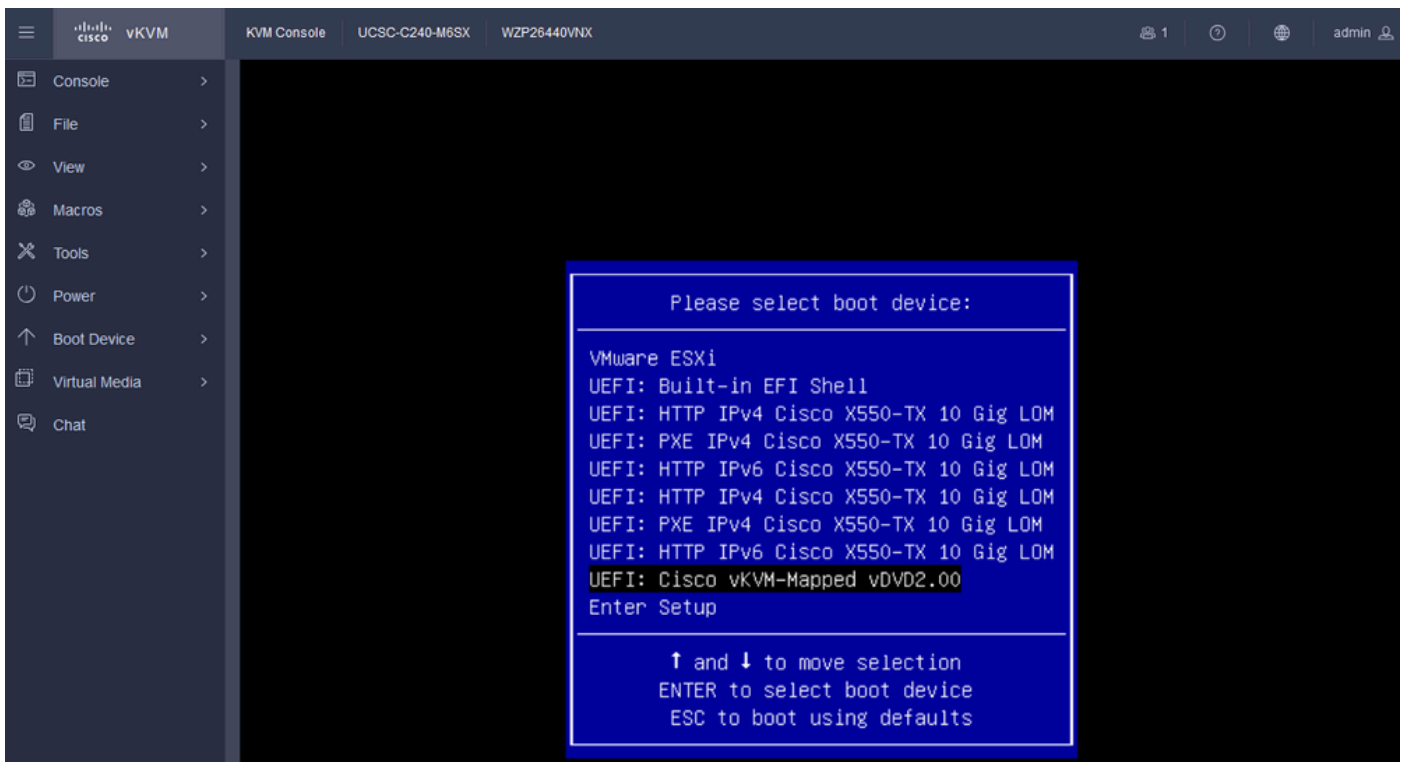 cisco vKVM KVM Console UCSC-C240-M6SX WZP26440VNX 1 ? admin
Console
File
View
Macros
Tools
Power
Boot Device
Virtual Media
Chat
Please select boot device:
VMware ESXi
UEFI: Built-in EFI Shell
UEFI: HTTP IPv4 Cisco X550-TX 10 Gig LOM
UEFI: PXE IPv4 Cisco X550-TX 10 Gig LOM
UEFI: HTTP IPv6 Cisco X550-TX 10 Gig LOM
UEFI: HTTP IPv4 Cisco X550-TX 10 Gig LOM
UEFI: PXE IPv4 Cisco X550-TX 10 Gig LOM
UEFI: HTTP IPv6 Cisco X550-TX 10 Gig LOM
UEFI: Cisco vKVM-Mapped vDVD2.00
Enter Setup
↑ and ↓ to move selection
ENTER to select boot device
ESC to boot using defaults